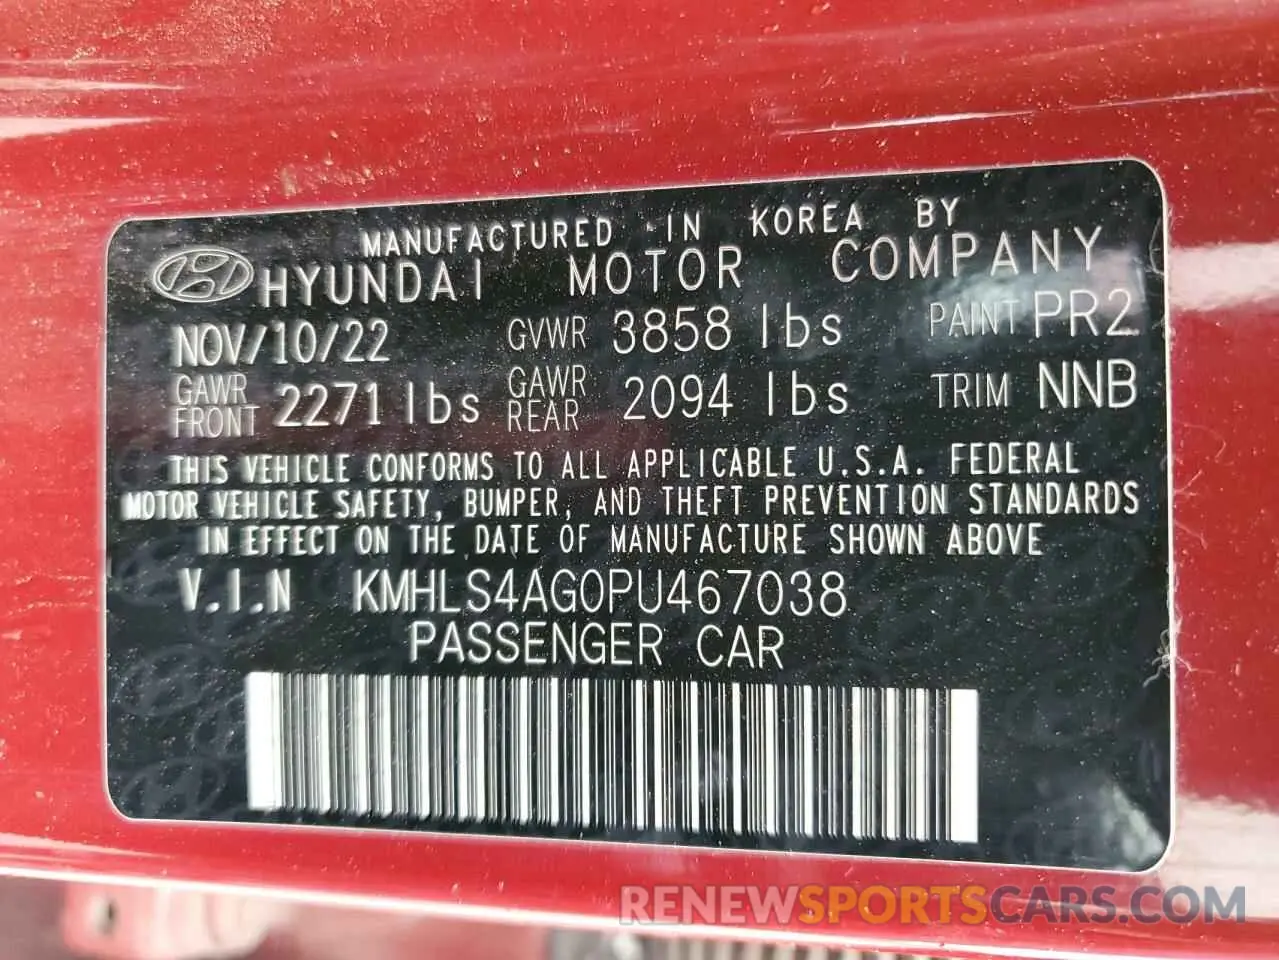 MANUFACTURED IN KOREA BY
HYUNDAI MOTOR COMPANY
NOV/10/22 GVWR 3858 lbs PAINT PR2
GAWR FRONT 2271 lbs GAWR REAR 2094 lbs TRIM NNB
THIS VEHICLE CONFORMS TO ALL APPLICABLE U.S.A. FEDERAL
MOTOR VEHICLE SAFETY, BUMPER, AND THEFT PREVENTION STANDARDS
IN EFFECT ON THE DATE OF MANUFACTURE SHOWN ABOVE
V.I.N KMHLS4AG0PU467038
PASSENGER CAR
RENEWSPORTSCARS.COM